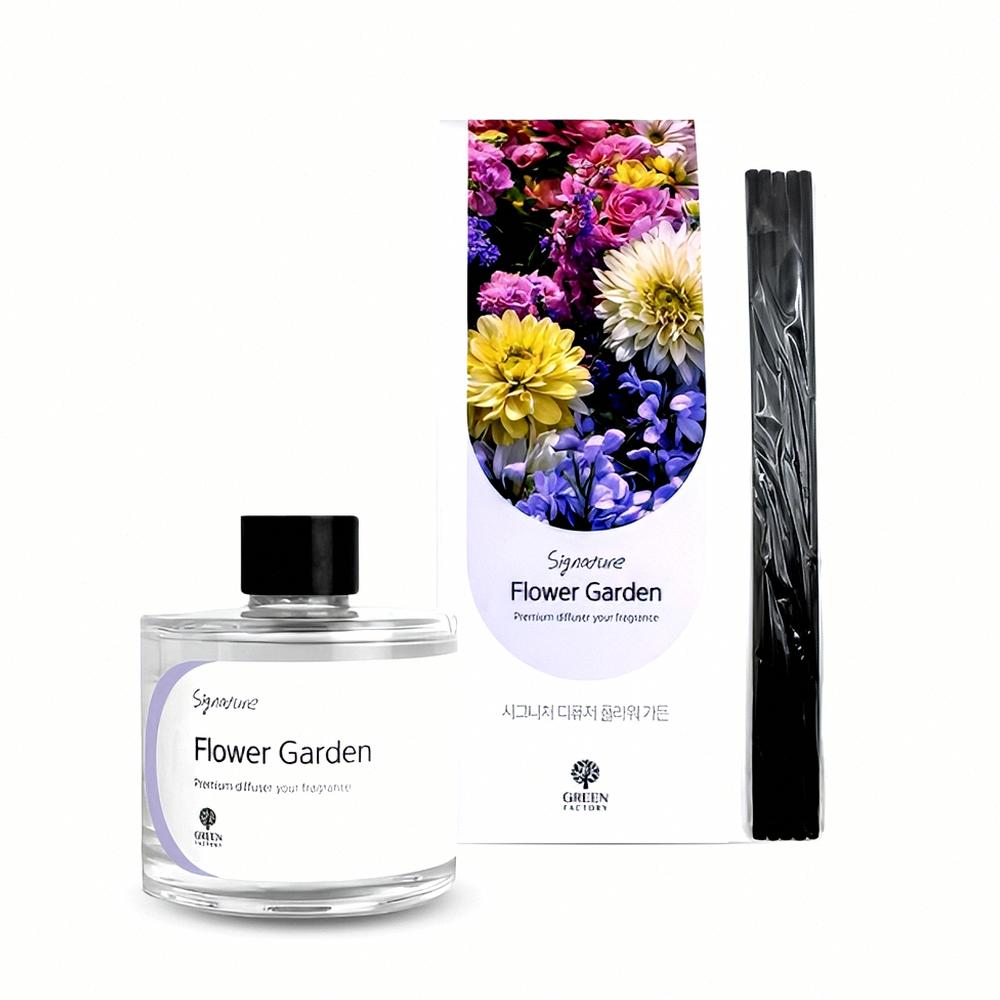 Signature
Flower Garden
Premium diffuser your fragrance
시그니처 디퓨저 플라워 가든
GREEN
FACTORY
Signature
Flower Garden
Premium diffuser your fragrance
GREEN
FACTORY